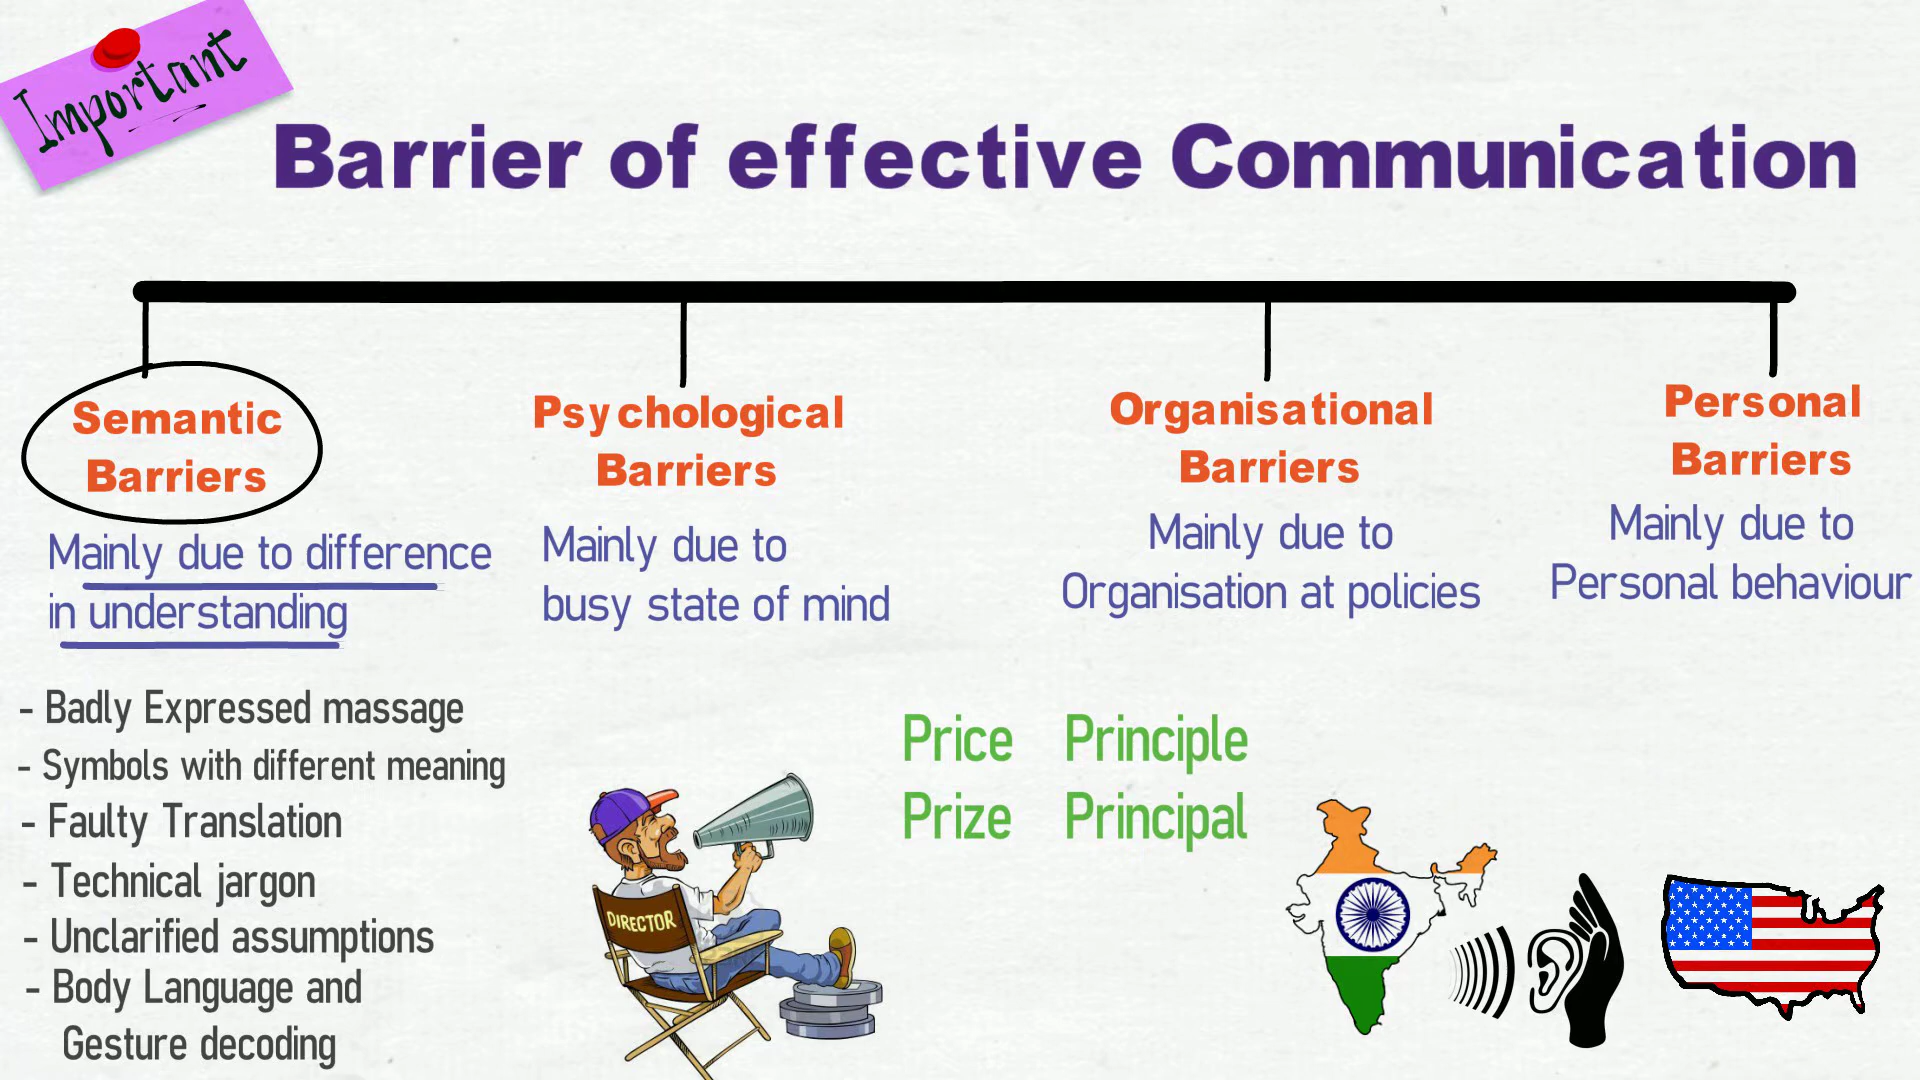 Important
Barrier of effective Communication
Semantic
Barriers
Mainly due to difference
in understanding
- Badly Expressed massage
- Symbols with different meaning
- Faulty Translation
- Technical jargon
- Unclarified assumptions
- Body Language and
Gesture decoding
Psychological
Barriers
Mainly due to
busy state of mind
Organisational
Barriers
Mainly due to
Organisation at policies
Personal
Barriers
Mainly due to
Personal behaviour
DIRECTOR
Price Principle
Prize Principal